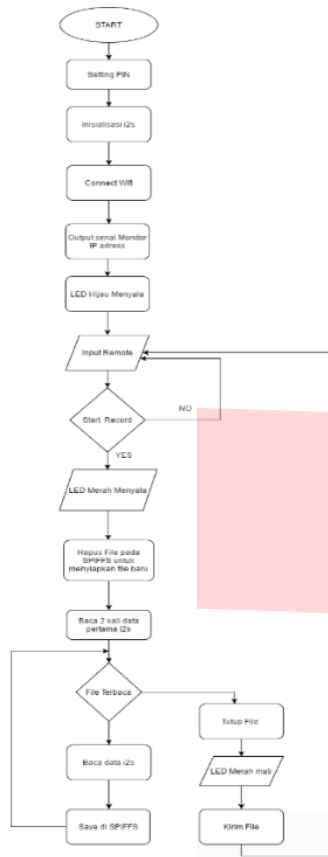 START
Setting PIN
Inisialisasi i2s
Connect Wifi
Output serial Monitor
IP adress
LED Hijau Menyala
Input Remote
Start Record
NO
YES
LED Merah Menyala
Hapus File pada
SPIFFS untuk
menyiapkan file baru
Baca 2 kali data
pertama i2s
File Terbaca
Tutup File
Baca data i2s
LED Merah mati
Save di SPIFFS
Kirim File